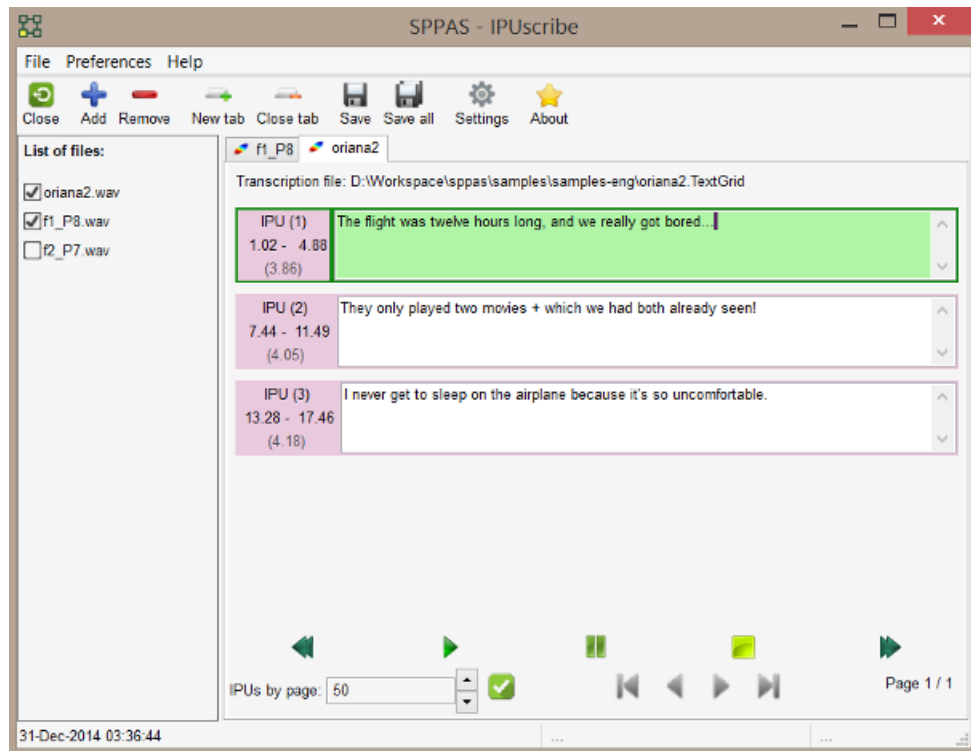 SPPAS - IPUscribe
File Preferences Help
Close Add Remove New tab Close tab Save Save all Settings About
List of files:
oriana2.wav
f1_P8.wav
f2_P7.wav
f1_P8 oriana2
Transcription file: D:\Workspace\sppas\samples\samples-eng\oriana2.TextGrid
IPU (1)
1.02 - 4.88
(3.86)
The flight was twelve hours long, and we really got bored...
IPU (2)
7.44 - 11.49
(4.05)
They only played two movies + which we had both already seen!
IPU (3)
13.28 - 17.46
(4.18)
I never get to sleep on the airplane because it's so uncomfortable.
IPUs by page: 50
Page 1 / 1
31-Dec-2014 03:36:44 ... ...